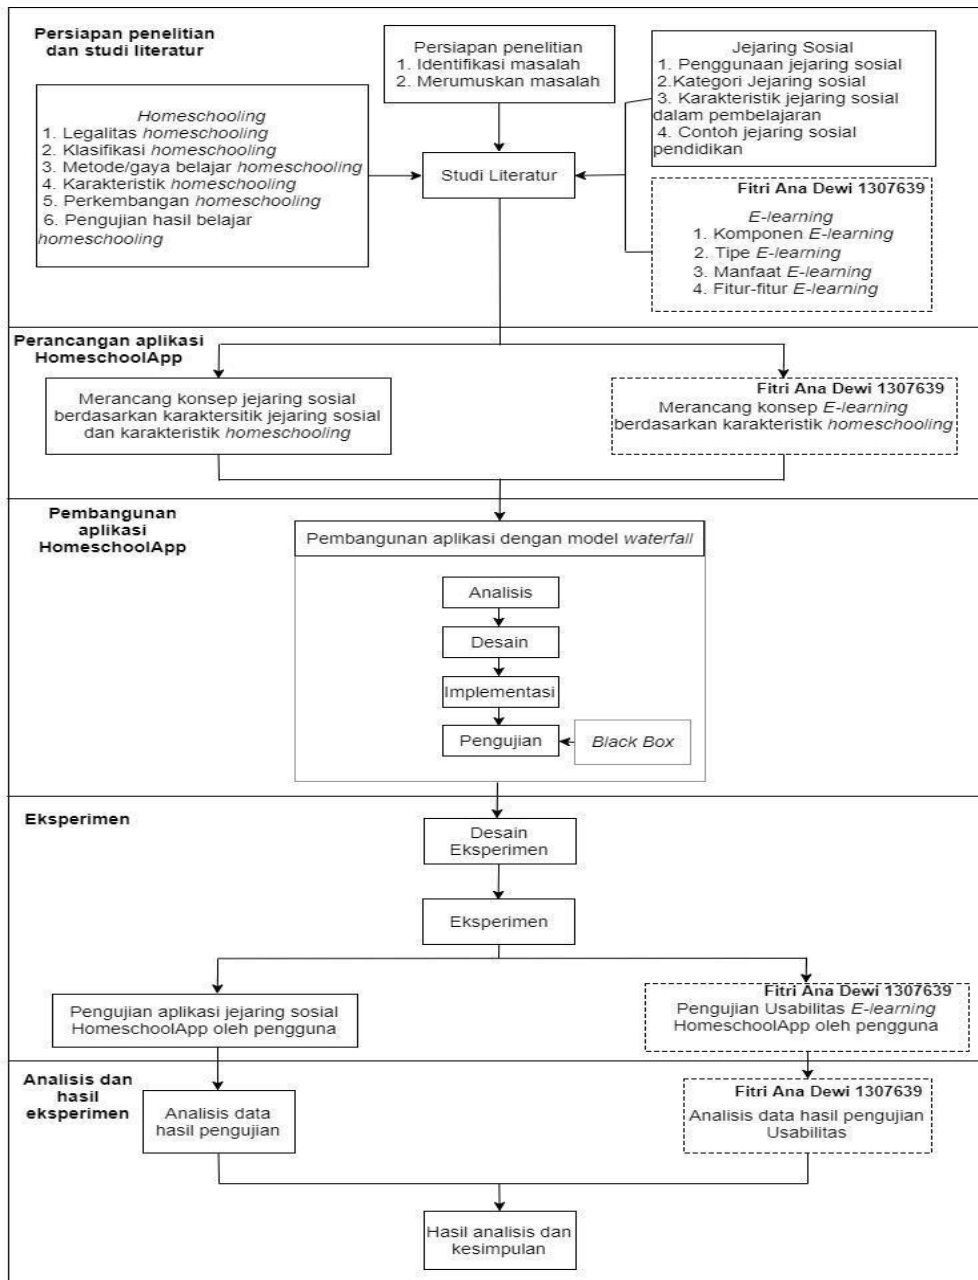 Persiapan penelitian
dan studi literatur
Persiapan penelitian
1. Identifikasi masalah
2. Merumuskan masalah
Jejaring Sosial
1. Penggunaan jejaring sosial
2.Kategori Jejaring sosial
3. Karakteristik jejaring sosial
dalam pembelajaran
4. Contoh jejaring sosial
pendidikan
Homeschooling
1. Legalitas homeschooling
2. Klasifikasi homeschooling
3. Metode/gaya belajar homeschooling
4. Karakteristik homeschooling
5. Perkembangan homeschooling
6. Pengujian hasil belajar
homeschooling
Studi Literatur
Fitri Ana Dewi 1307639
E-learning
1. Komponen E-learning
2. Tipe E-learning
3. Manfaat E-learning
4. Fitur-fitur E-learning
Perancangan aplikasi
HomeschoolApp
Merancang konsep jejaring sosial
berdasarkan karaktersitik jejaring sosial
dan karakteristik homeschooling
Fitri Ana Dewi 1307639
Merancang konsep E-learning
berdasarkan karakteristik homeschooling
Pembangunan
aplikasi
HomeschoolApp
Pembangunan aplikasi dengan model waterfall
Analisis
Desain
Implementasi
Pengujian
Black Box
Eksperimen
Desain
Eksperimen
Eksperimen
Pengujian aplikasi jejaring sosial
HomeschoolApp oleh pengguna
Fitri Ana Dewi 1307639
Pengujian Usabilitas E-learning
HomeschoolApp oleh pengguna
Analisis dan
hasil
eksperimen
Analisis data
hasil pengujian
Fitri Ana Dewi 1307639
Analisis data hasil pengujian
Usabilitas
Hasil analisis dan
kesimpulan